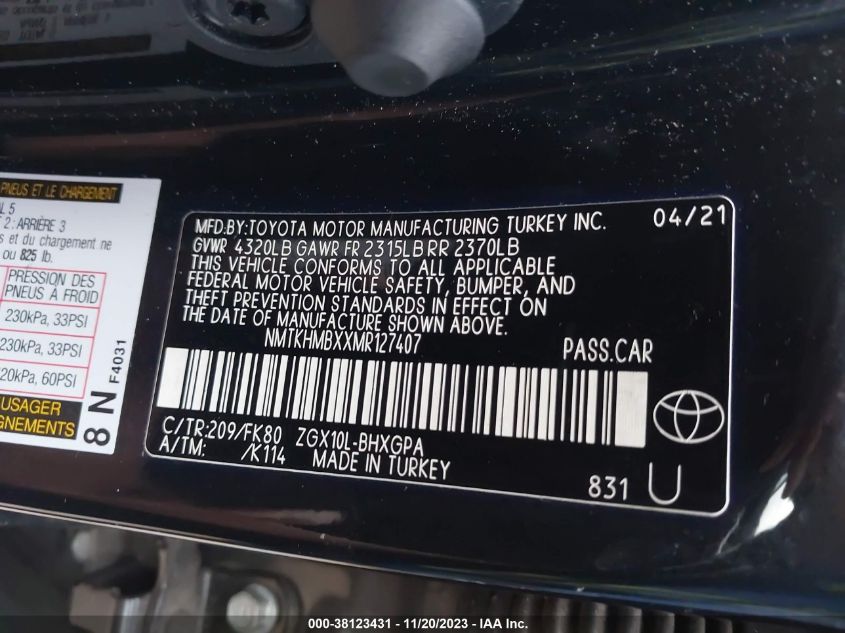 PNEUS ET LE CHARGEMENT
L 5
2: ARRIÈRE 3
s et du chargement ne
ou 825 lb.
PRESSION DES
PNEUS À FROID
230kPa, 33PSI
230kPa, 33PSI
20kPa, 60PSI
USAGER
GNEMENTS
8 N
F4031
MFD.BY:TOYOTA MOTOR MANUFACTURING TURKEY INC. 04/21
GVWR 4320LB GAWR FR 2315LB RR 2370LB
THIS VEHICLE CONFORMS TO ALL APPLICABLE
FEDERAL MOTOR VEHICLE SAFETY, BUMPER, AND
THEFT PREVENTION STANDARDS IN EFFECT ON
THE DATE OF MANUFACTURE SHOWN ABOVE.
NMTKHMBXXMR127407 PASS.CAR
C/TR:209/FK80 ZGX10L-BHXGPA
A/TM: /K114 MADE IN TURKEY
831 U
000-38123431 - 11/20/2023 - IAA Inc.